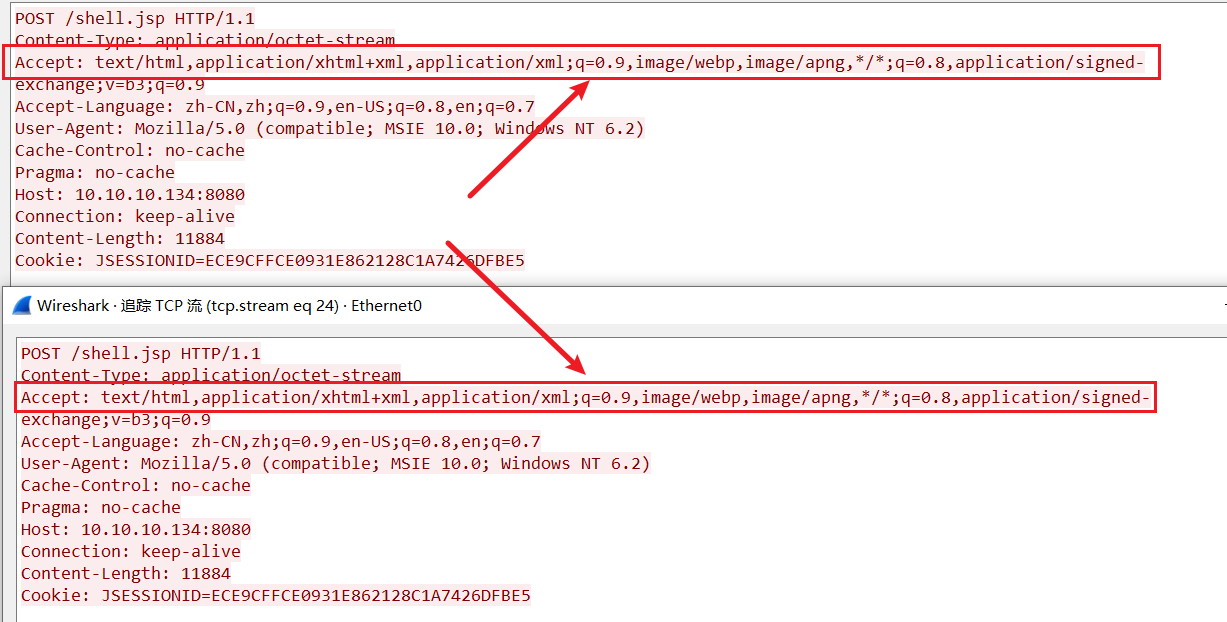 POST /shell.jsp HTTP/1.1
Content-Type: application/octet-stream
Accept: text/html,application/xhtml+xml,application/xml;q=0.9,image/webp,image/apng,*/*;q=0.8,application/signed-
exchange;v=b3;q=0.9
Accept-Language: zh-CN,zh;q=0.9,en-US;q=0.8,en;q=0.7
User-Agent: Mozilla/5.0 (compatible; MSIE 10.0; Windows NT 6.2)
Cache-Control: no-cache
Pragma: no-cache
Host: 10.10.10.134:8080
Connection: keep-alive
Content-Length: 11884
Cookie: JSESSIONID=ECE9CFFCE0931E862128C1A7426DFBE5
Wireshark · 追踪 TCP 流 (tcp.stream eq 24) · Ethernet0
POST /shell.jsp HTTP/1.1
Content-Type: application/octet-stream
Accept: text/html,application/xhtml+xml,application/xml;q=0.9,image/webp,image/apng,*/*;q=0.8,application/signed-
exchange;v=b3;q=0.9
Accept-Language: zh-CN,zh;q=0.9,en-US;q=0.8,en;q=0.7
User-Agent: Mozilla/5.0 (compatible; MSIE 10.0; Windows NT 6.2)
Cache-Control: no-cache
Pragma: no-cache
Host: 10.10.10.134:8080
Connection: keep-alive
Content-Length: 11884
Cookie: JSESSIONID=ECE9CFFCE0931E862128C1A7426DFBE5